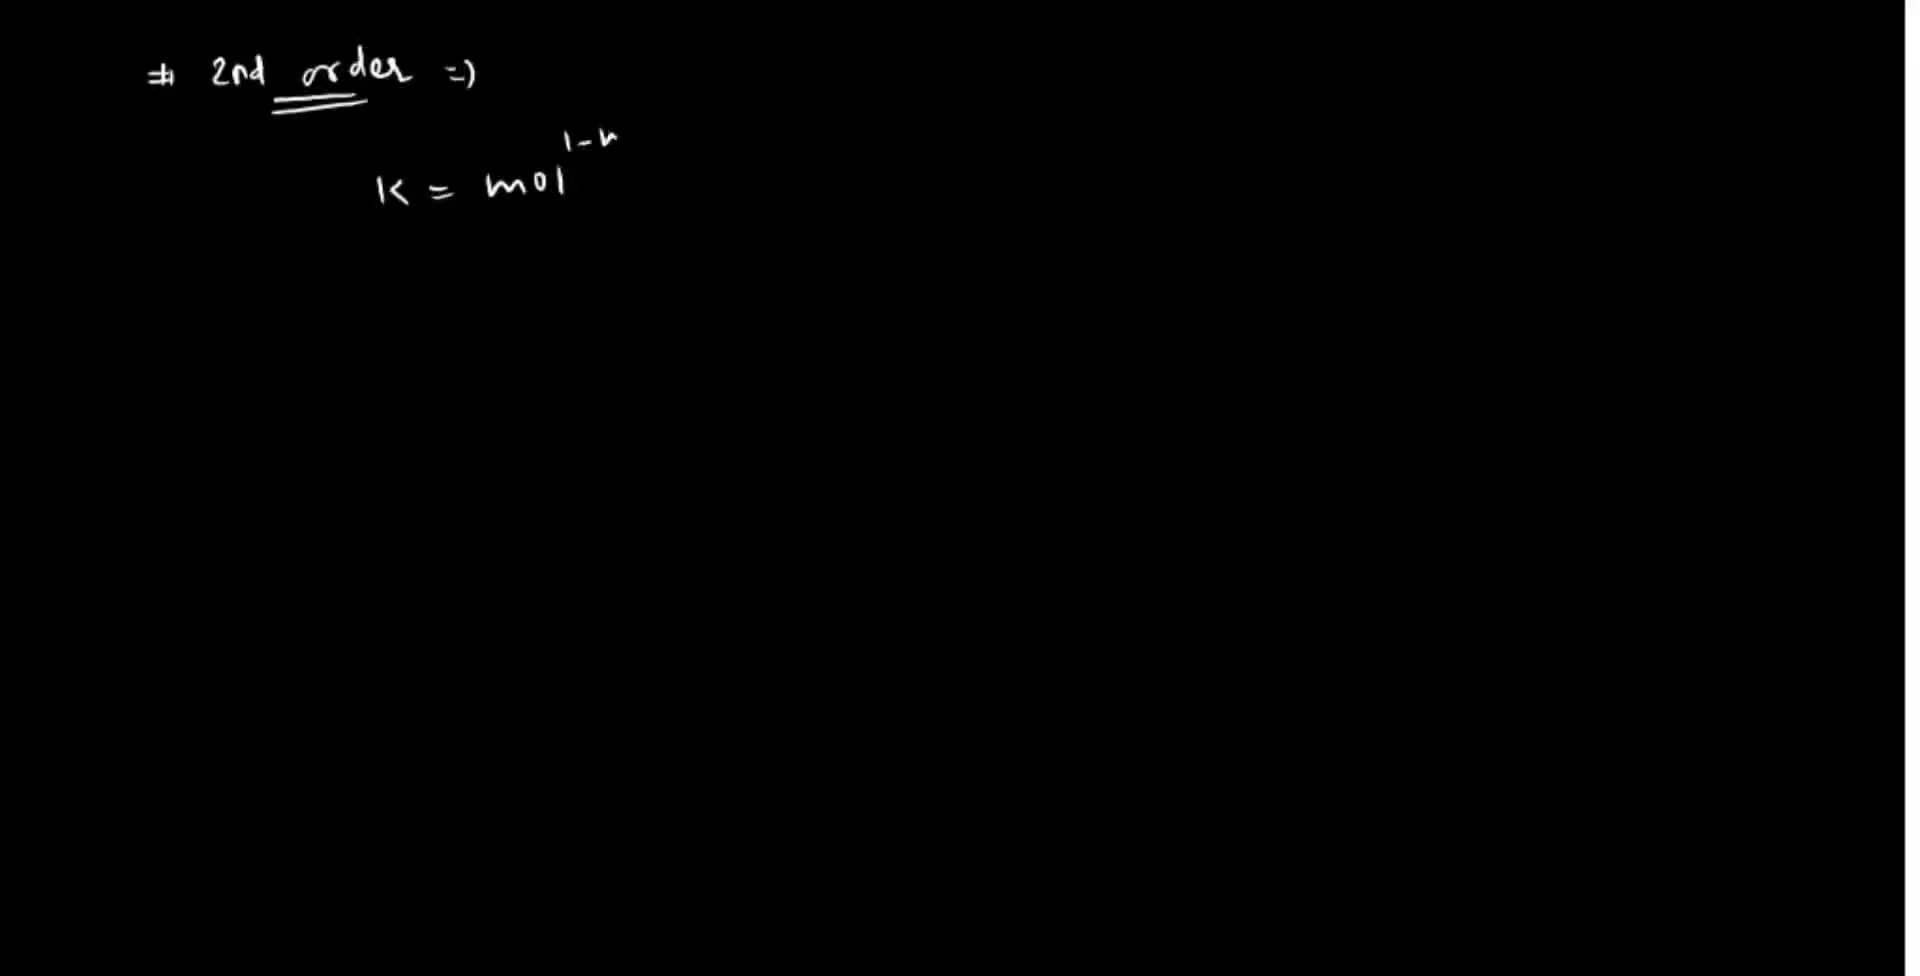 ⇒ 2nd order ⇒
K = mol^1-n